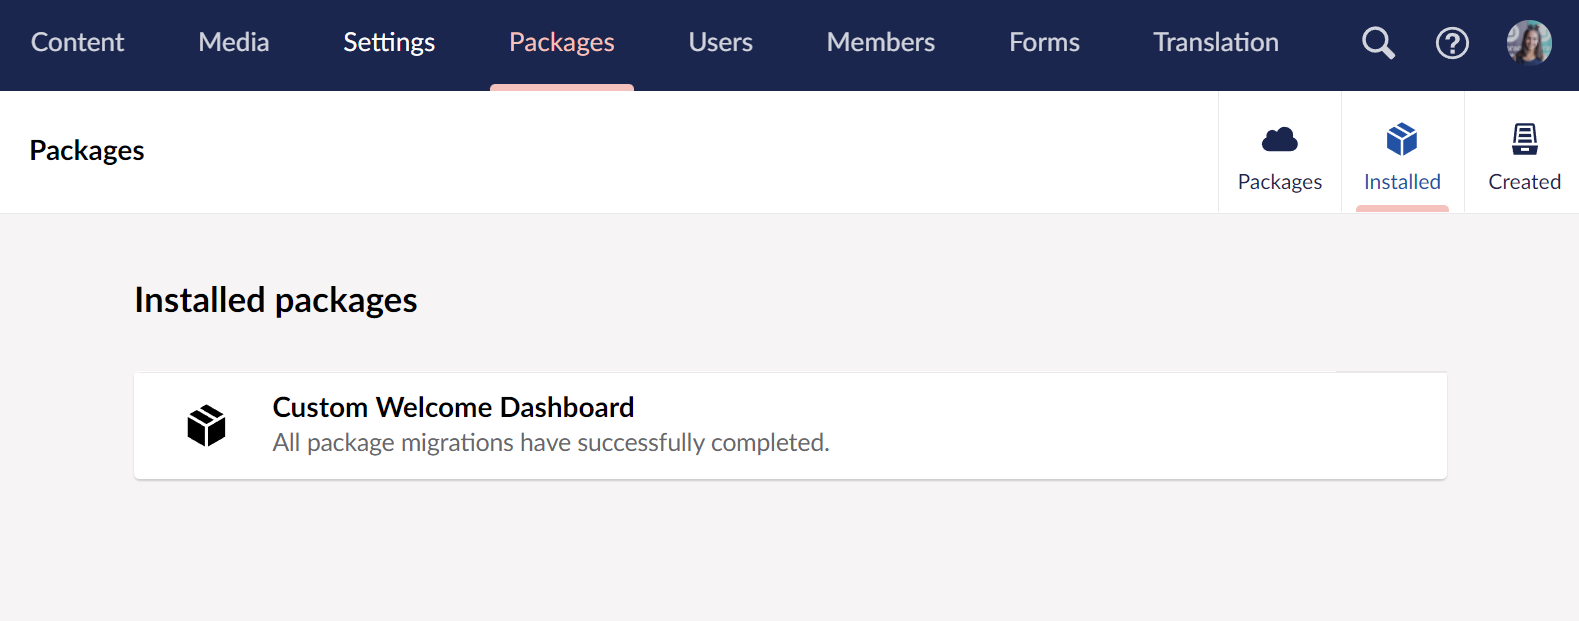 Content Media Settings Packages Users Members Forms Translation
Packages
Packages Installed Created
Installed packages
Custom Welcome Dashboard
All package migrations have successfully completed.